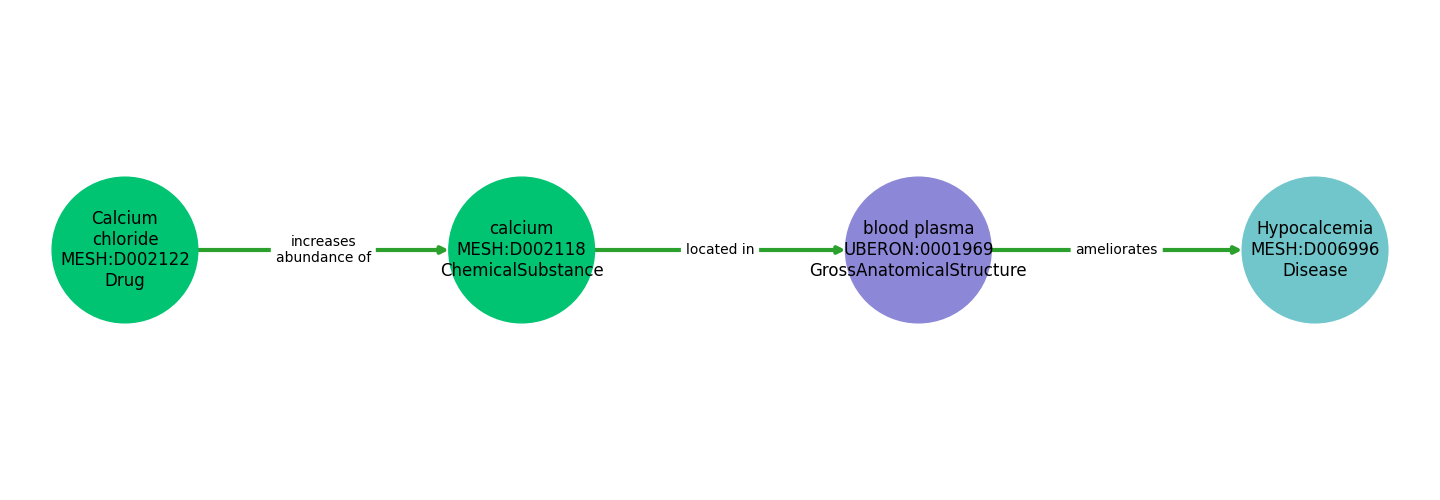 Calcium
chloride
MESH:D002122
Drug
increases
abundance of
calcium
MESH:D002118
ChemicalSubstance
located in
blood plasma
UBERON:0001969
GrossAnatomicalStructure
ameliorates
Hypocalcemia
MESH:D006996
Disease